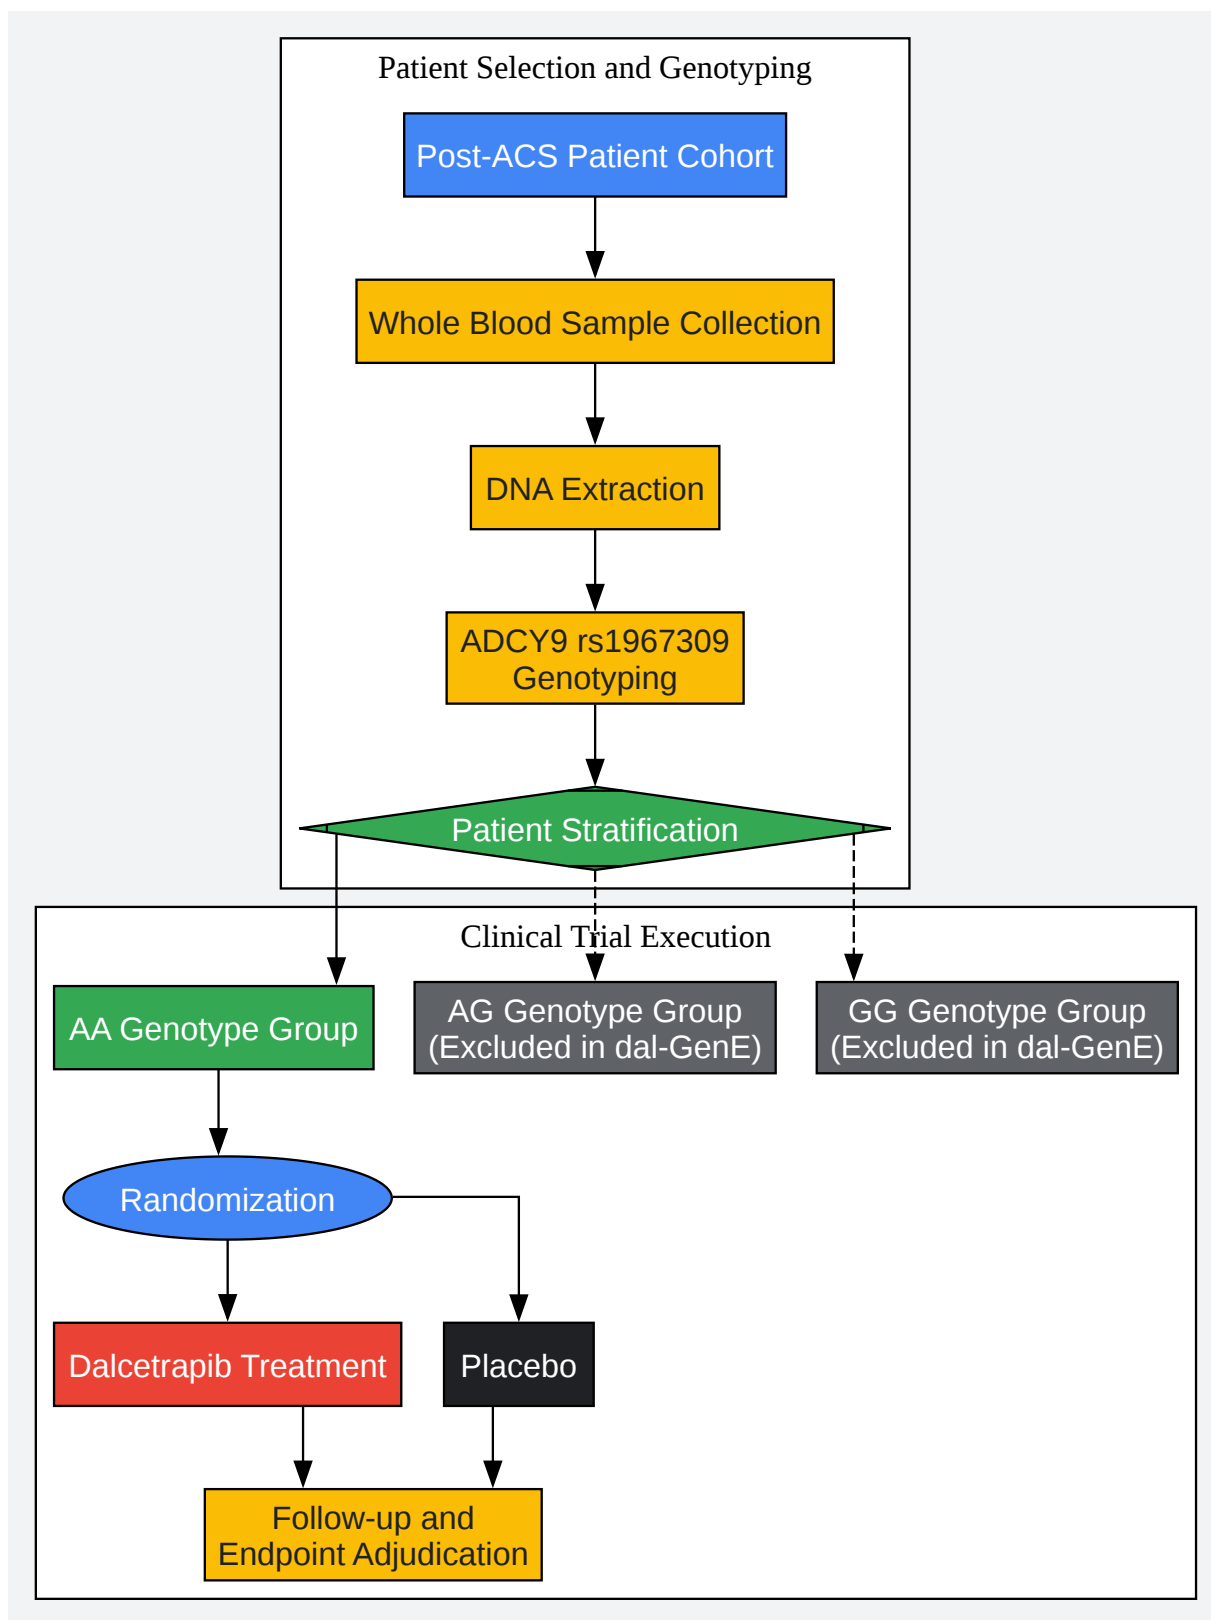 Patient Selection and Genotyping
Post-ACS Patient Cohort
Whole Blood Sample Collection
DNA Extraction
ADCY9 rs1967309
Genotyping
Patient Stratification
Clinical Trial Execution
AA Genotype Group
AG Genotype Group
(Excluded in dal-GenE)
GG Genotype Group
(Excluded in dal-GenE)
Randomization
Dalcetrapib Treatment
Placebo
Follow-up and
Endpoint Adjudication